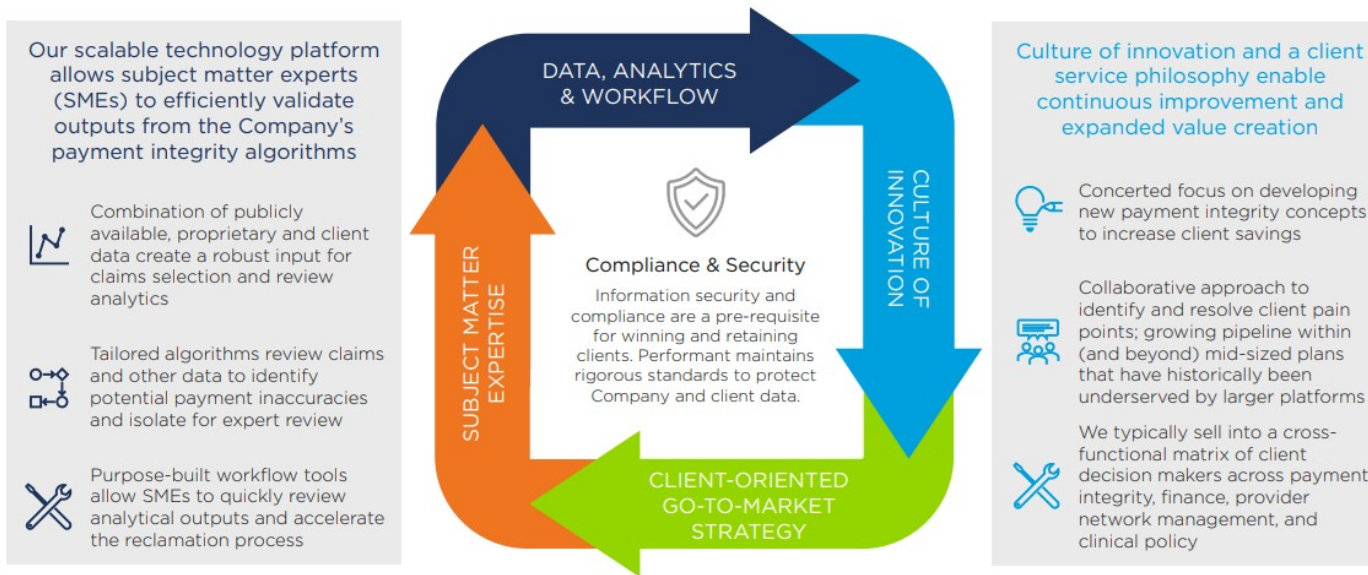 Our scalable technology platform
allows subject matter experts
(SMEs) to efficiently validate
outputs from the Company's
payment integrity algorithms
Combination of publicly
available, proprietary and client
data create a robust input for
claims selection and review
analytics
Tailored algorithms review claims
and other data to identify
potential payment inaccuracies
and isolate for expert review
Purpose-built workflow tools
allow SMEs to quickly review
analytical outputs and accelerate
the reclamation process
DATA, ANALYTICS
& WORKFLOW
CULTURE OF
INNOVATION
CLIENT-ORIENTED
GO-TO-MARKET
STRATEGY
SUBJECT MATTER
EXPERTISE
Compliance & Security
Information security and
compliance are a pre-requisite
for winning and retaining
clients. Performant maintains
rigorous standards to protect
Company and client data.
Culture of innovation and a client
service philosophy enable
continuous improvement and
expanded value creation
Concerted focus on developing
new payment integrity concepts
to increase client savings
Collaborative approach to
identify and resolve client pain
points; growing pipeline within
(and beyond) mid-sized plans
that have historically been
underserved by larger platforms
We typically sell into a cross-
functional matrix of client
decision makers across payment
integrity, finance, provider
network management, and
clinical policy